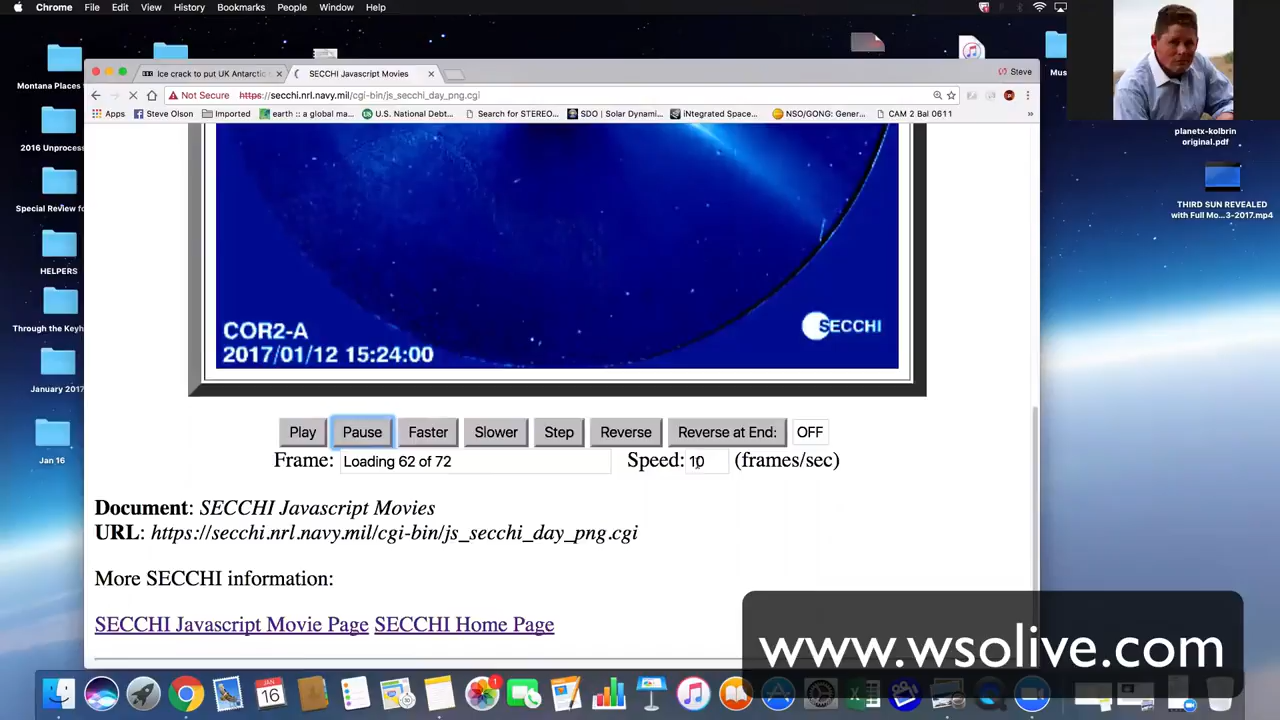 Chrome File Edit View History Bookmarks People Window Help
Ice crack to put UK Antarctic
SECCHI Javascript Movies
Steve
Not Secure https://secchi.nrl.navy.mil/cgi-bin/js_secchi_day_png.cgi
Apps Steve Olson Imported earth :: a global ma... U.S. National Debt... Search for STEREO... SDO | Solar Dynami... iNtegrated Space... NSO/GONG: Gener... CAM 2 Bal 0611 »
Montana Places
2016 Unprocess
Special Review fo
HELPERS
Through the Keyh
January 2017
Jan 16
Mus
planetx-kolbrin
original.pdf
THIRD SUN REVEALED
with Full Mo...3-2017.mp4
COR2-A
2017/01/12 15:24:00
SECCHI
Play Pause Faster Slower Step Reverse Reverse at End: OFF
Frame: Loading 62 of 72 Speed: 10 (frames/sec)
Document: SECCHI Javascript Movies
URL: https://secchi.nrl.navy.mil/cgi-bin/js_secchi_day_png.cgi
More SECCHI information:
SECCHI Javascript Movie Page SECCHI Home Page
www.wsolive.com
JAN
16
1